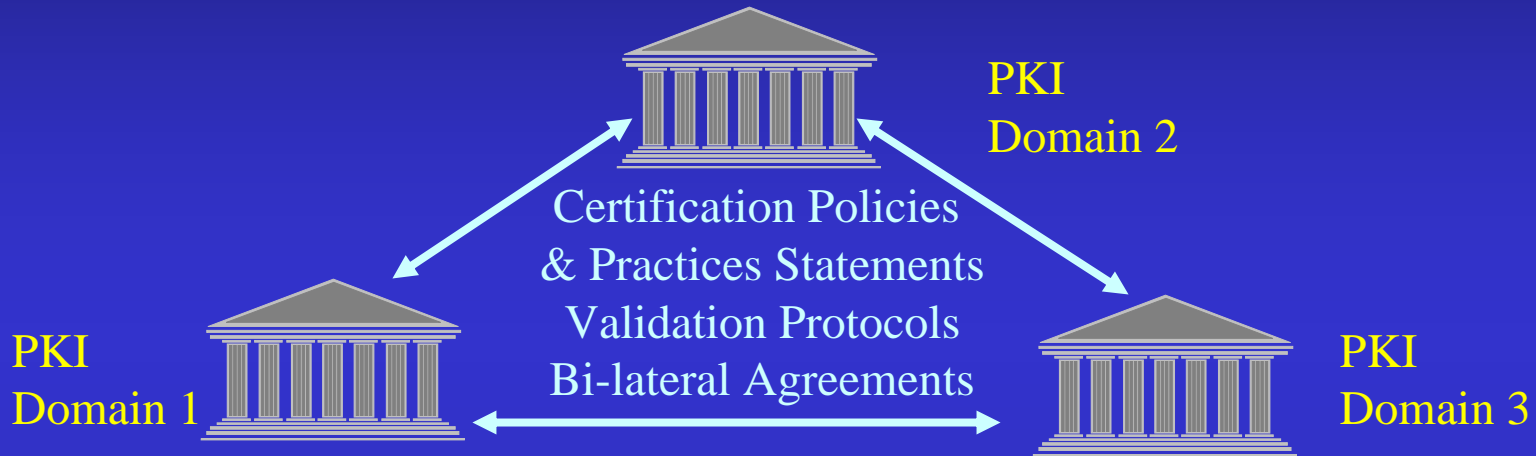 PKI
Domain 2
Certification Policies
& Practices Statements
Validation Protocols
Bi-lateral Agreements
PKI
Domain 1
PKI
Domain 3